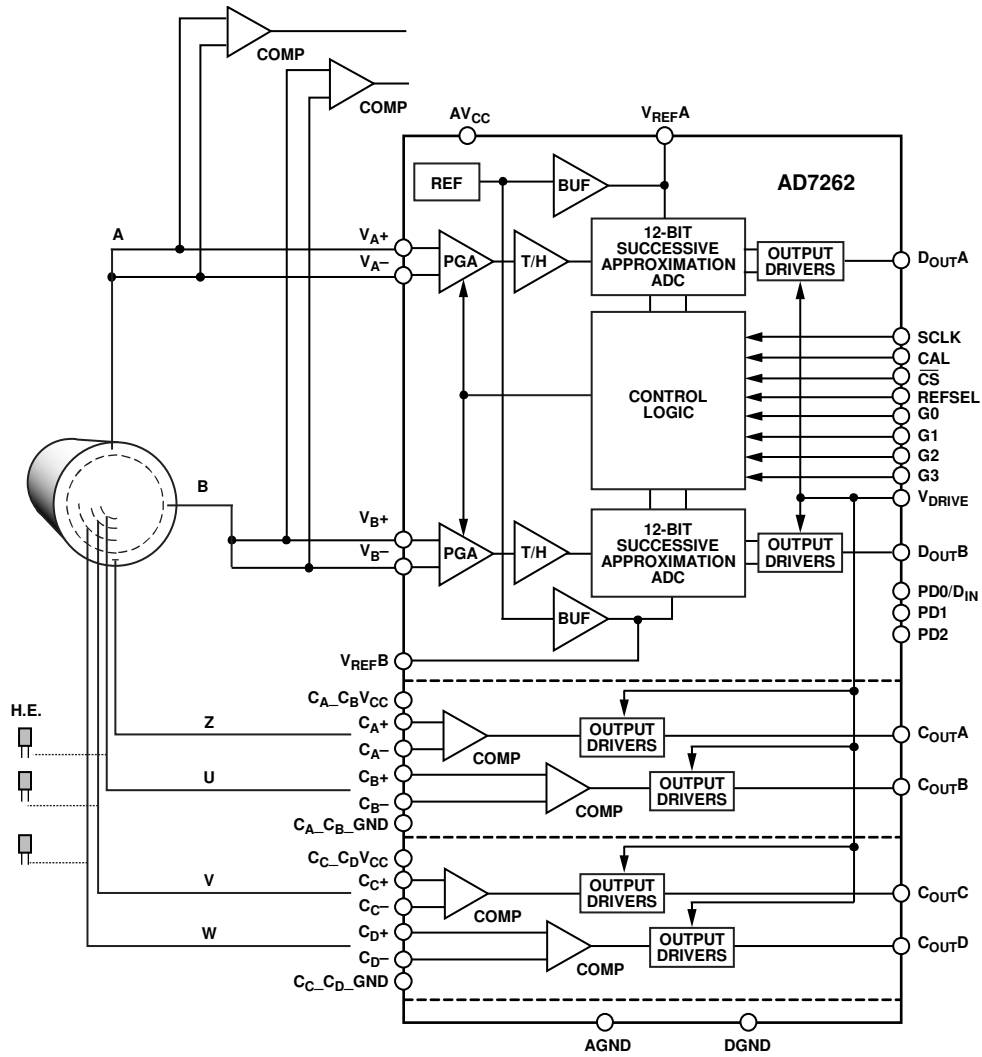 COMP
COMP
AVCC
VREFA
REF
BUF
AD7262
A
VA+
VA−
PGA
T/H
12-BIT
SUCCESSIVE
APPROXIMATION
ADC
OUTPUT
DRIVERS
DOUTA
SCLK
CAL
CS
REFSEL
G0
G1
G2
G3
CONTROL
LOGIC
VDRIVE
B
VB+
VB−
PGA
T/H
12-BIT
SUCCESSIVE
APPROXIMATION
ADC
OUTPUT
DRIVERS
DOUTB
PD0/DIN
PD1
PD2
BUF
VREFB
CA_CBVCC
H.E.
Z
CA+
CA−
COMP
OUTPUT
DRIVERS
COUTA
U
CB+
CB−
COMP
OUTPUT
DRIVERS
COUTB
CA_CB_GND
CC_CDVCC
V
CC+
CC−
COMP
OUTPUT
DRIVERS
COUTC
W
CD+
CD−
COMP
OUTPUT
DRIVERS
COUTD
CC_CD_GND
AGND
DGND